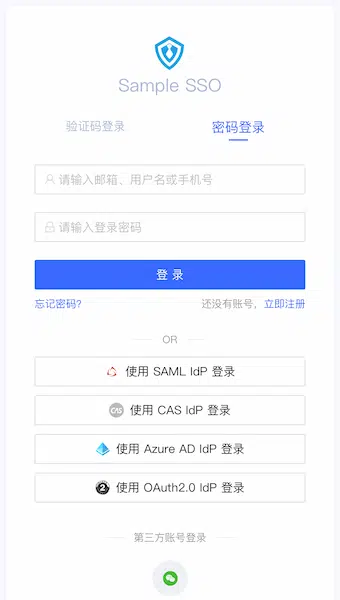 Sample SSO
验证码登录 密码登录
请输入邮箱、用户名或手机号
请输入登录密码
登 录
忘记密码? 还没有账号，立即注册
OR
使用 SAML IdP 登录
CAS 使用 CAS IdP 登录
使用 Azure AD IdP 登录
2 使用 OAuth2.0 IdP 登录
第三方账号登录